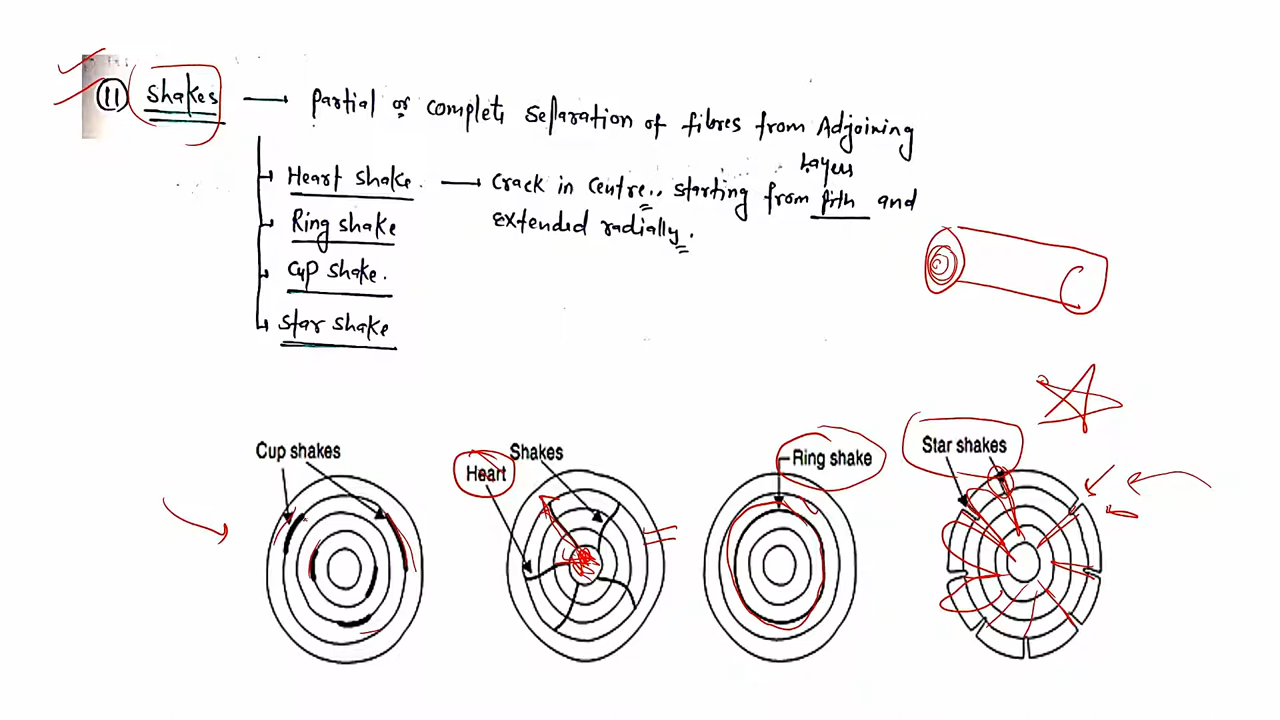 (11) Shakes → Partial or complete Separation of fibres from Adjoining
Layers
Heart shake. → Crack in centre.. starting from pith and
extended radially.
Ring shake
Cup shake.
Star shake
Cup shakes
Heart
Shakes
Ring shake
Star shakes